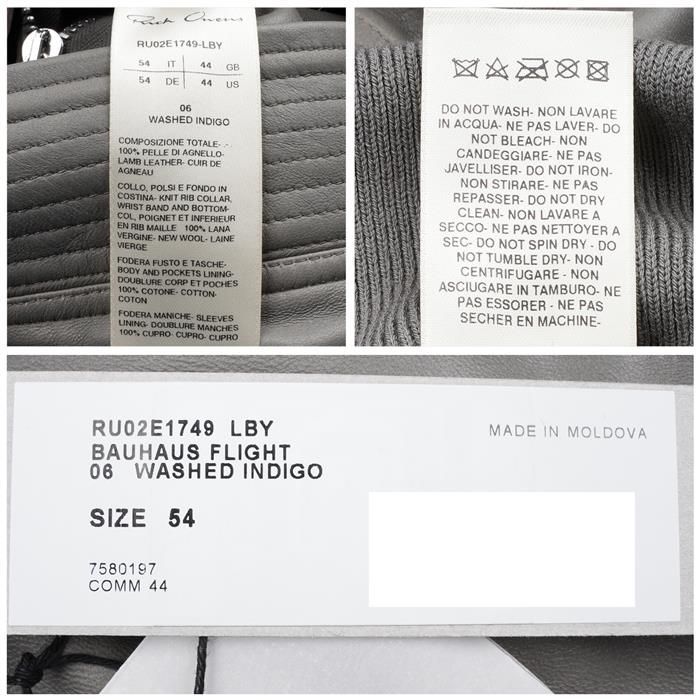 Rick Owens
RU02E1749-LBY
54 IT 44 GB
54 DE 44 US
06
WASHED INDIGO
COMPOSIZIONE TOTALE- -
100% PELLE DI AGNELLO-
LAMB LEATHER- CUIR DE
AGNEAU
COLLO, POLSI E FONDO IN
COSTINA- KNIT RIB COLLAR,
WRIST BAND AND BOTTOM-
COL, POIGNET ET INFERIEUR
EN RIB MAILLE 100% LANA
VERGINE- NEW WOOL- LAINE
VIERGE
FODERA FUSTO E TASCHE-
BODY AND POCKETS LINING-
DOUBLURE CORP ET POCHES
100% COTONE- COTTON-
COTON
FODERA MANICHE- SLEEVES
LINING- DOUBLURE MANCHES
100% CUPRO- CUPRO- CUPRO
DO NOT WASH- NON LAVARE
IN ACQUA- NE PAS LAVER- DO
NOT BLEACH- NON
CANDEGGIARE- NE PAS
JAVELLISER- DO NOT IRON-
NON STIRARE- NE PAS
REPASSER- DO NOT DRY
CLEAN- NON LAVARE A
SECCO- NE PAS NETTOYER A
SEC- DO NOT SPIN DRY - DO
NOT TUMBLE DRY- NON
CENTRIFUGARE - NON
ASCIUGARE IN TAMBURO- NE
PAS ESSORER - NE PAS
SECHER EN MACHINE-
RU02E1749 LBY
BAUHAUS FLIGHT
06 WASHED INDIGO
MADE IN MOLDOVA
SIZE 54
7580197
COMM 44